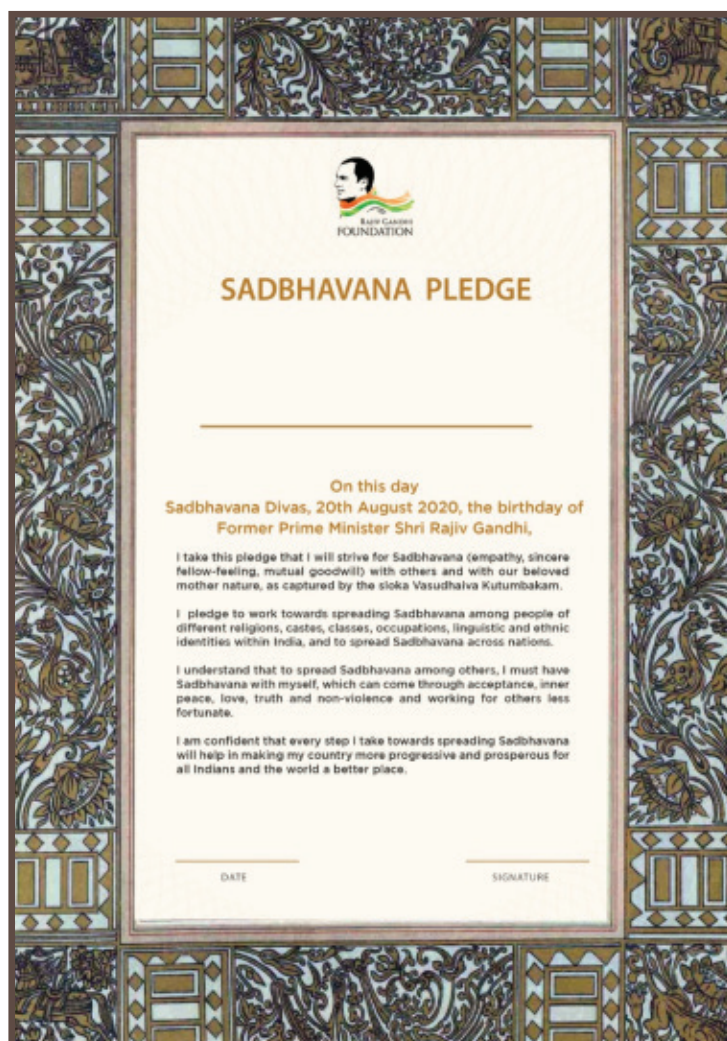 RAJIV GANDHI
FOUNDATION
SADBHAVANA PLEDGE
On this day
Sadbhavana Divas, 20th August 2020, the birthday of
Former Prime Minister Shri Rajiv Gandhi,
I take this pledge that I will strive for Sadbhavana (empathy, sincere
fellow-feeling, mutual goodwill) with others and with our beloved
mother nature, as captured by the sloka Vasudhaiva Kutumbakam.
I pledge to work towards spreading Sadbhavana among people of
different religions, castes, classes, occupations, linguistic and ethnic
identities within India, and to spread Sadbhavana across nations.
I understand that to spread Sadbhavana among others, I must have
Sadbhavana with myself, which can come through acceptance, inner
peace, love, truth and non-violence and working for others less
fortunate.
I am confident that every step I take towards spreading Sadbhavana
will help in making my country more progressive and prosperous for
all Indians and the world a better place.
DATE
SIGNATURE